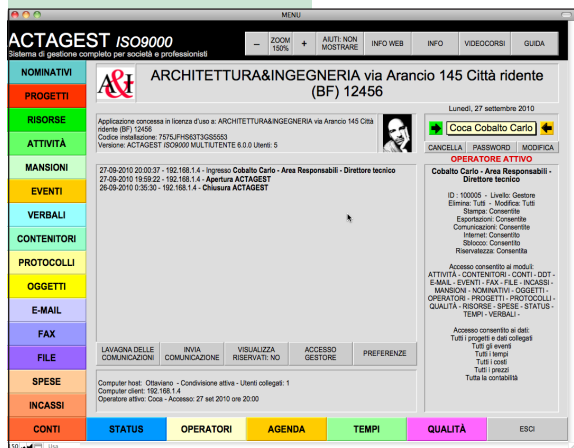 MENU
ACTAGEST ISO9000
Sistema di gestione completo per società e professionisti
–
ZOOM
150%
+
AIUTI: NON
MOSTRARE
INFO WEB
INFO
VIDEOCORSI
GUIDA
NOMINATIVI
PROGETTI
RISORSE
ATTIVITÀ
MANSIONI
EVENTI
VERBALI
CONTENITORI
PROTOCOLLI
OGGETTI
E-MAIL
FAX
FILE
SPESE
INCASSI
CONTI
A&I
ARCHITETTURA&INGEGNERIA via Arancio 145 Città ridente
(BF) 12456
Lunedì, 27 settembre 2010
Applicazione concessa in licenza d'uso a: ARCHITETTURA&INGEGNERIA via Arancio 145 Città
ridente (BF) 12456
Codice installazione: 7575JFHS63T3GS5553
Versione: ACTAGEST ISO9000 MULTIUTENTE 6.0.0 Utenti: 5
Coca Cobalto Carlo
CANCELLA
PASSWORD
MODIFICA
OPERATORE ATTIVO
27-09-2010 20:00:37 - 192.168.1.4 - Ingresso Cobalto Carlo - Area Responsabili - Direttore tecnico
27-09-2010 19:59:22 - 192.168.1.4 - Apertura ACTAGEST
26-09-2010 0:35:30 - 192.168.1.4 - Chiusura ACTAGEST
Cobalto Carlo - Area Responsabili -
Direttore tecnico
ID : 100005 - Livello: Gestore
Elimina: Tutti - Modifica: Tutti
Stampa: Consentite
Esportazioni: Consentite
Comunicazioni: Consentite
Internet: Consentito
Sblocco: Consentito
Riservatezza: Consentita
Accesso consentito ai moduli:
ATTIVITÀ - CONTENITORI - CONTI - DDT -
E-MAIL - EVENTI - FAX - FILE - INCASSI -
MANSIONI - NOMINATIVI - OGGETTI -
OPERATORI - PROGETTI - PROTOCOLLI -
QUALITÀ - RISORSE - SPESE - STATUS -
TEMPI - VERBALI -
Accesso consentito ai dati:
Tutti i progetti e dati collegati
Tutti gli eventi
Tutti i tempi
Tutti i costi
Tutti i prezzi
Tutta la contabilità
LAVAGNA DELLE
COMUNICAZIONI
INVIA
COMUNICAZIONE
VISUALIZZA
RISERVATI: NO
ACCESSO
GESTORE
PREFERENZE
Computer host: Ottaviano - Condivisione attiva - Utenti collegati: 1
Computer client: 192.168.1.4
Operatore attivo: Coca - Accesso: 27 set 2010 ore 20:00
STATUS
OPERATORI
AGENDA
TEMPI
QUALITÀ
ESCI
Usa